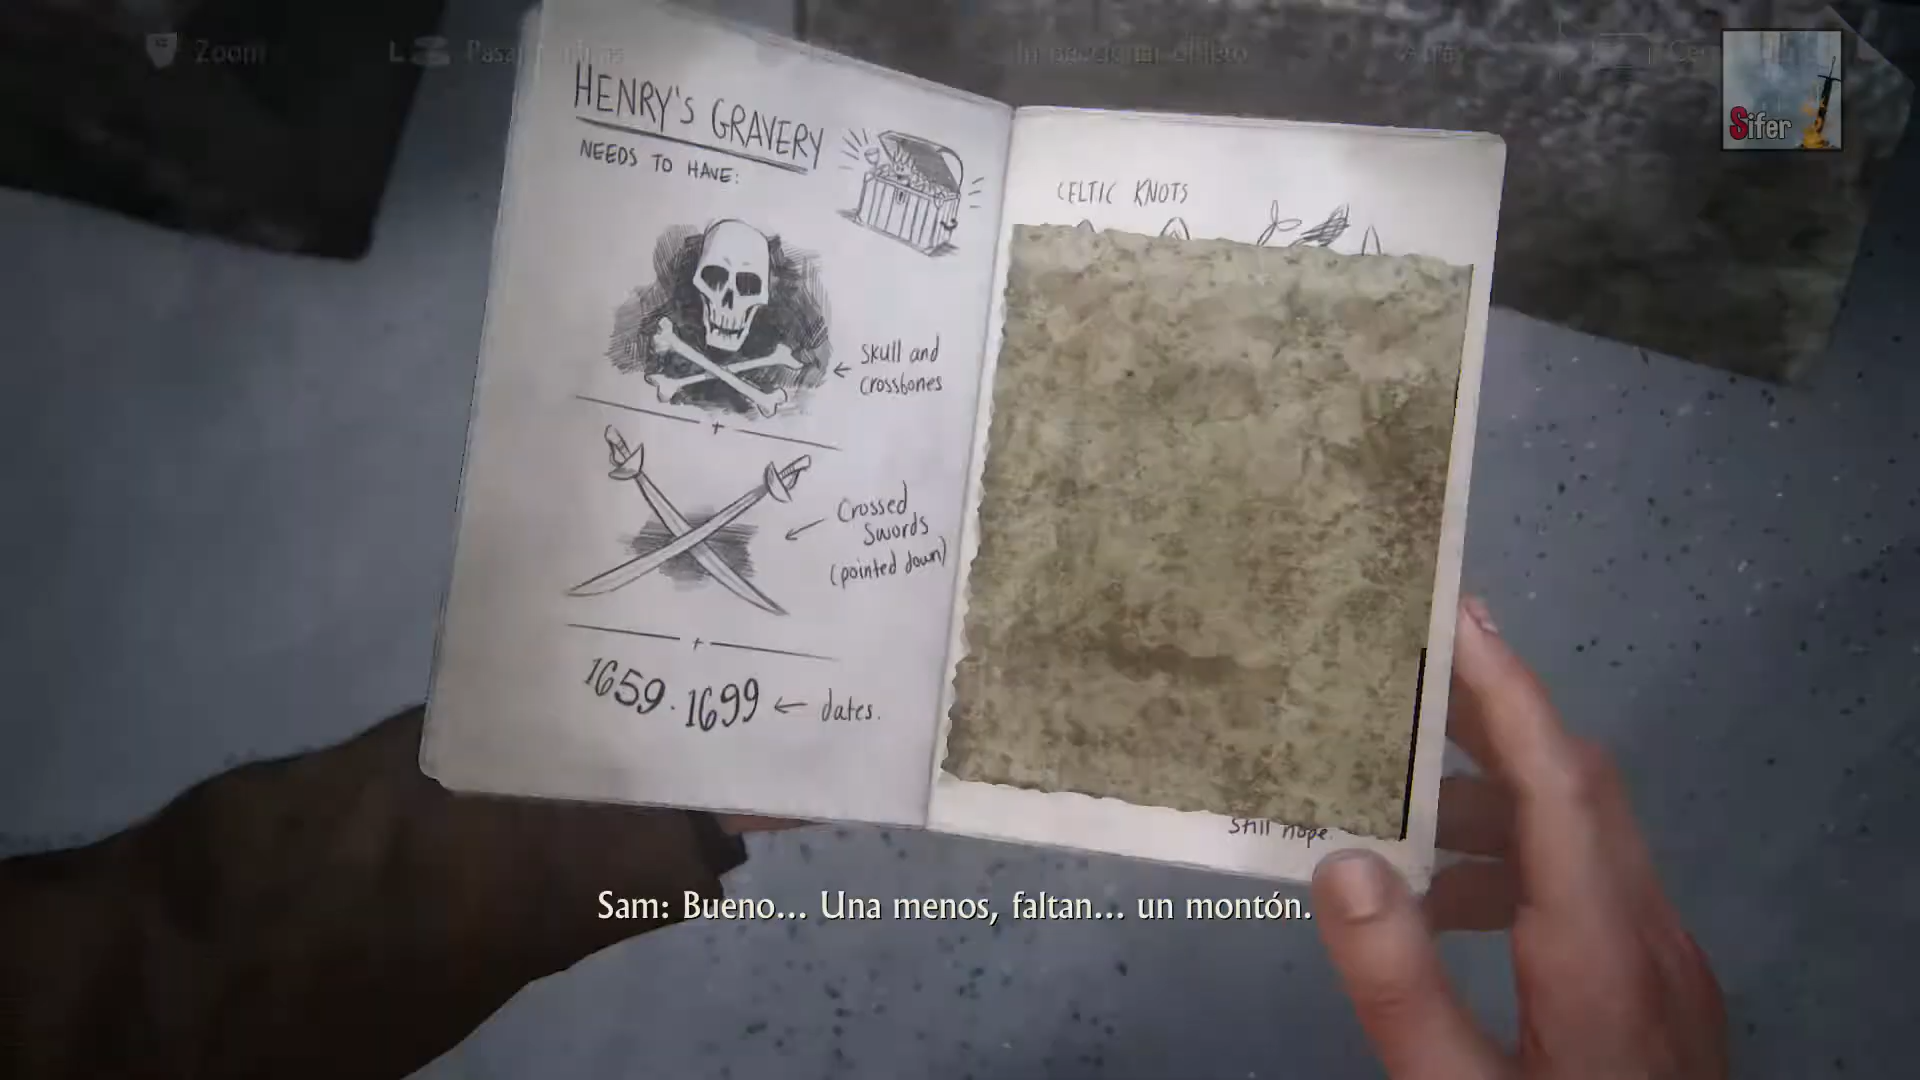 Zoom
L
Sifer
HENRY'S GRAVERY
NEEDS TO HAVE:
Skull and
crossbones
+
Crossed
Swords
(pointed down)
+
1659 · 1699 ← dates.
CELTIC KNOTS
Still nope.
Sam: Bueno... Una menos, faltan... un montón.